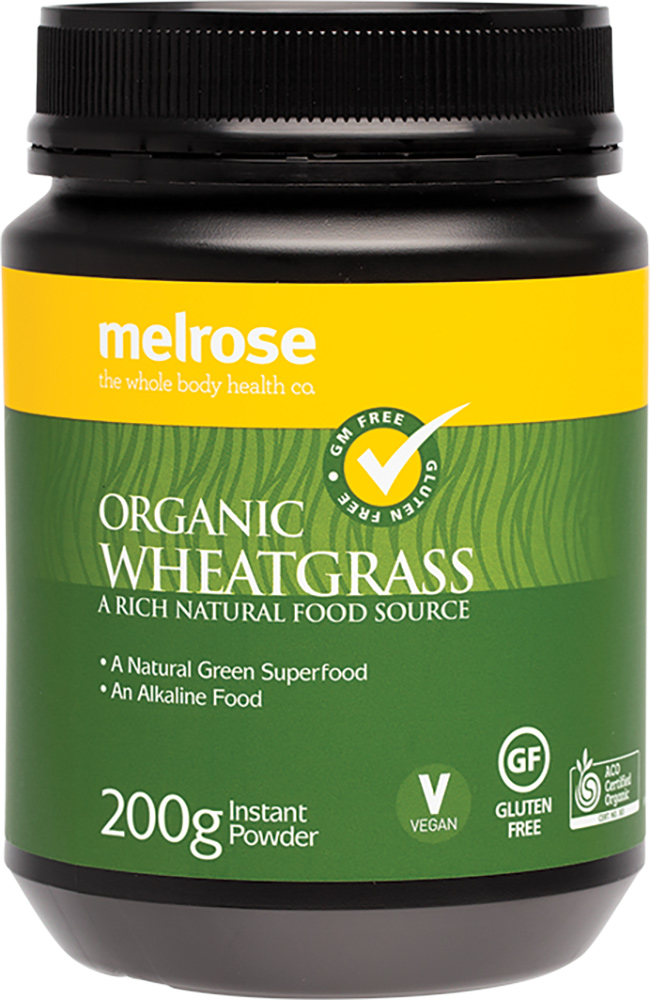 melrose
the whole body health co.
GM FREE
GLUTEN FREE
ORGANIC
WHEATGRASS
A RICH NATURAL FOOD SOURCE
• A Natural Green Superfood
• An Alkaline Food
200g Instant
Powder
V
VEGAN
GF
GLUTEN
FREE
ACO
Certified
Organic